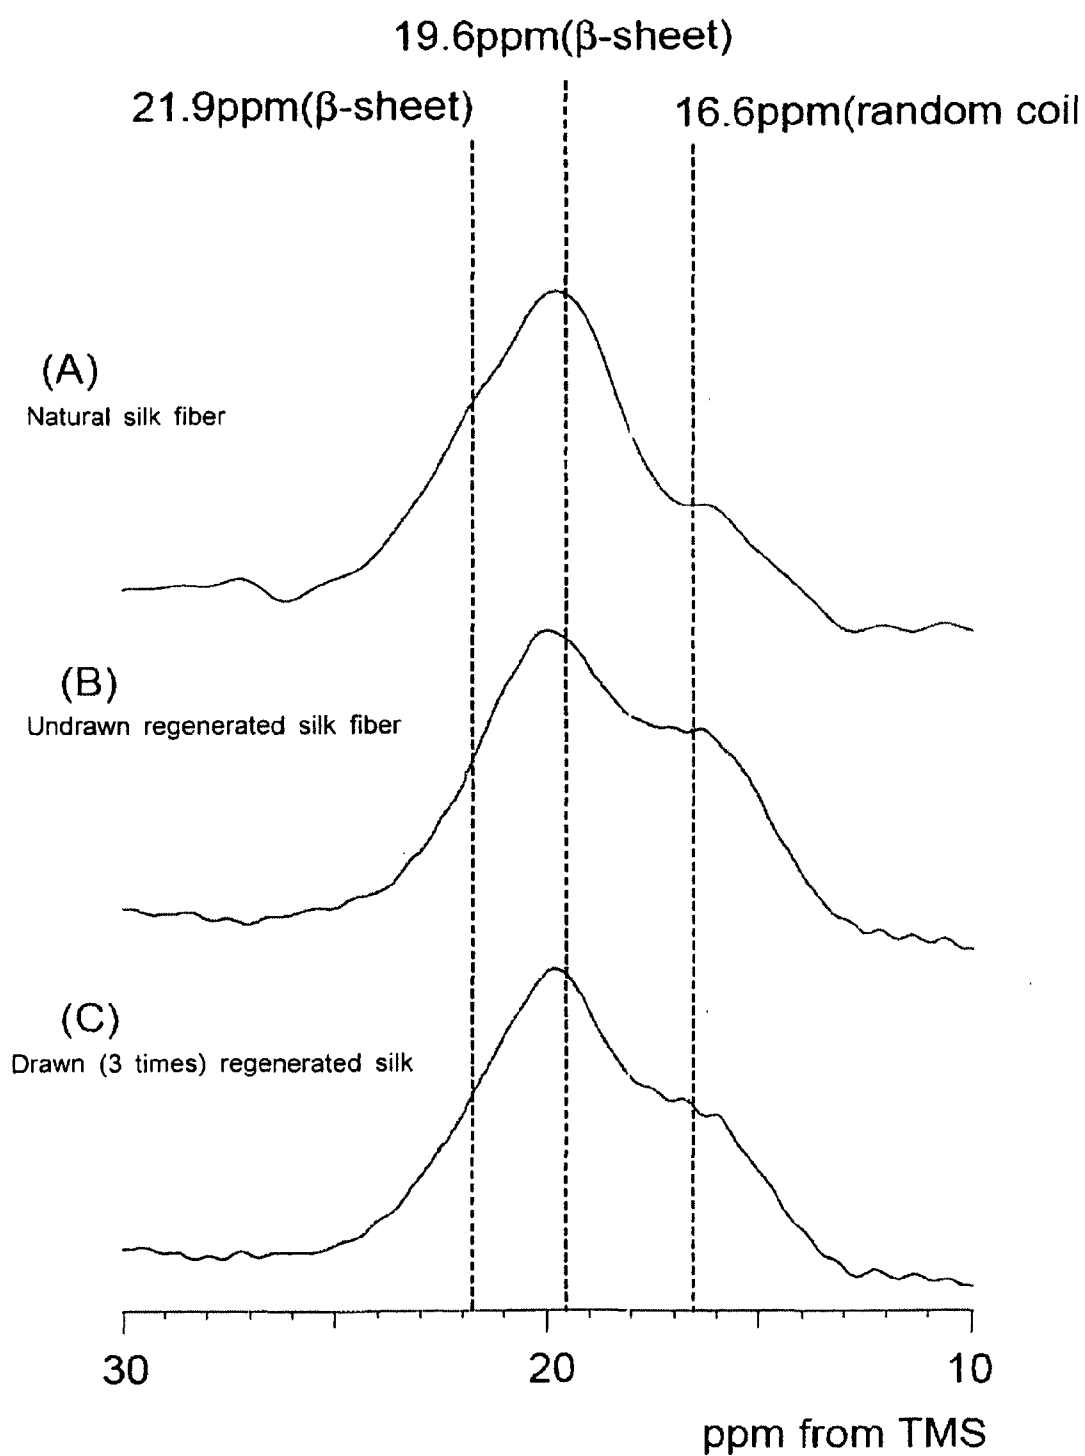 19.6ppm(β-sheet)
21.9ppm(β-sheet)
16.6ppm(random coil
(A)
Natural silk fiber
(B)
Undrawn regenerated silk fiber
(C)
Drawn (3 times) regenerated silk
30
20
10
ppm from TMS